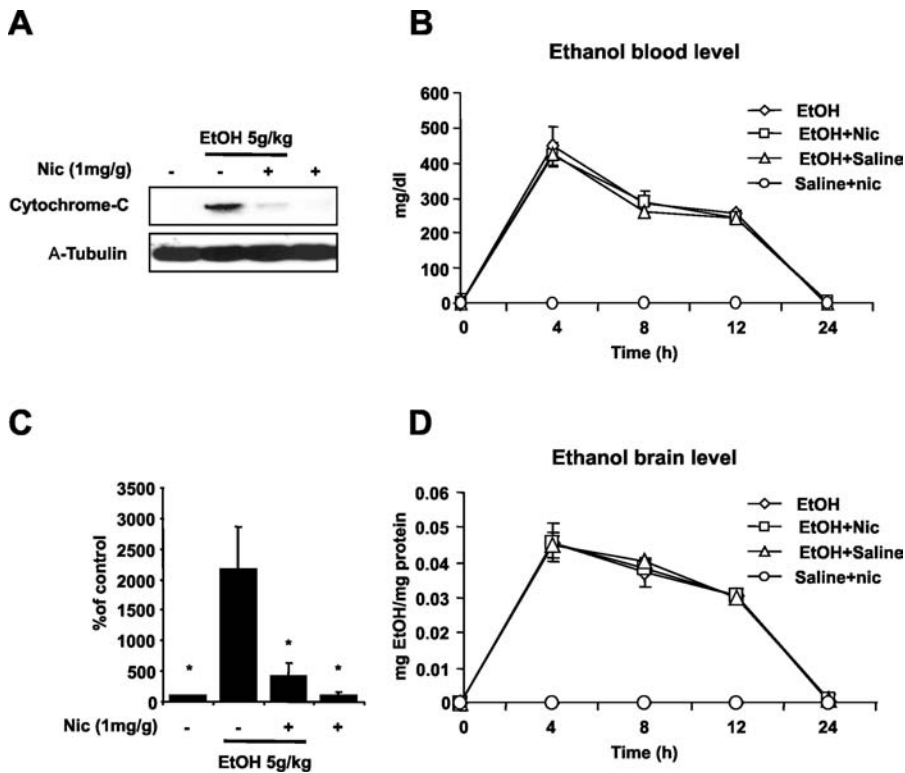 A
EtOH 5g/kg
Nic (1mg/g) - - + +
Cytochrome-C
A-Tubulin
B
Ethanol blood level
600
500
400
300
200
100
0
mg/dl
0 4 8 12 24
Time (h)
EtOH
EtOH+Nic
EtOH+Saline
Saline+nic
C
3500
3000
2500
2000
1500
1000
500
0
%of control
* * *
Nic (1mg/g) - - + +
EtOH 5g/kg
D
Ethanol brain level
0.06
0.05
0.04
0.03
0.02
0.01
0
mg EtOH/mg protein
0 4 8 12 24
Time (h)
EtOH
EtOH+Nic
EtOH+Saline
Saline+nic